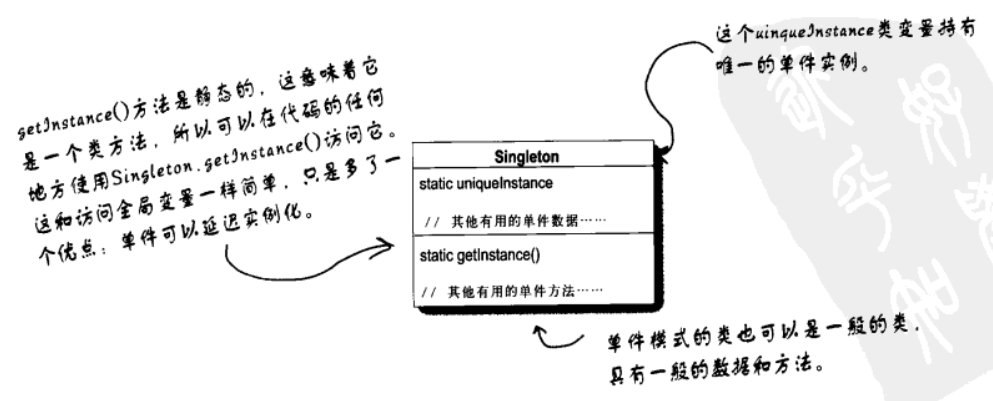 这个uinqueInstance类变量持有
唯一的单件实例。
getInstance()方法是静态的，这意味着它
是一个类方法，所以可以在代码的任何
地方使用Singleton.getInstance()访问它。
这和访问全局变量一样简单，只是多了一
个优点：单件可以延迟实例化。
Singleton
static uniqueInstance
// 其他有用的单件数据……
static getInstance()
// 其他有用的单件方法……
单件模式的类也可以是一般的类，
具有一般的数据和方法。